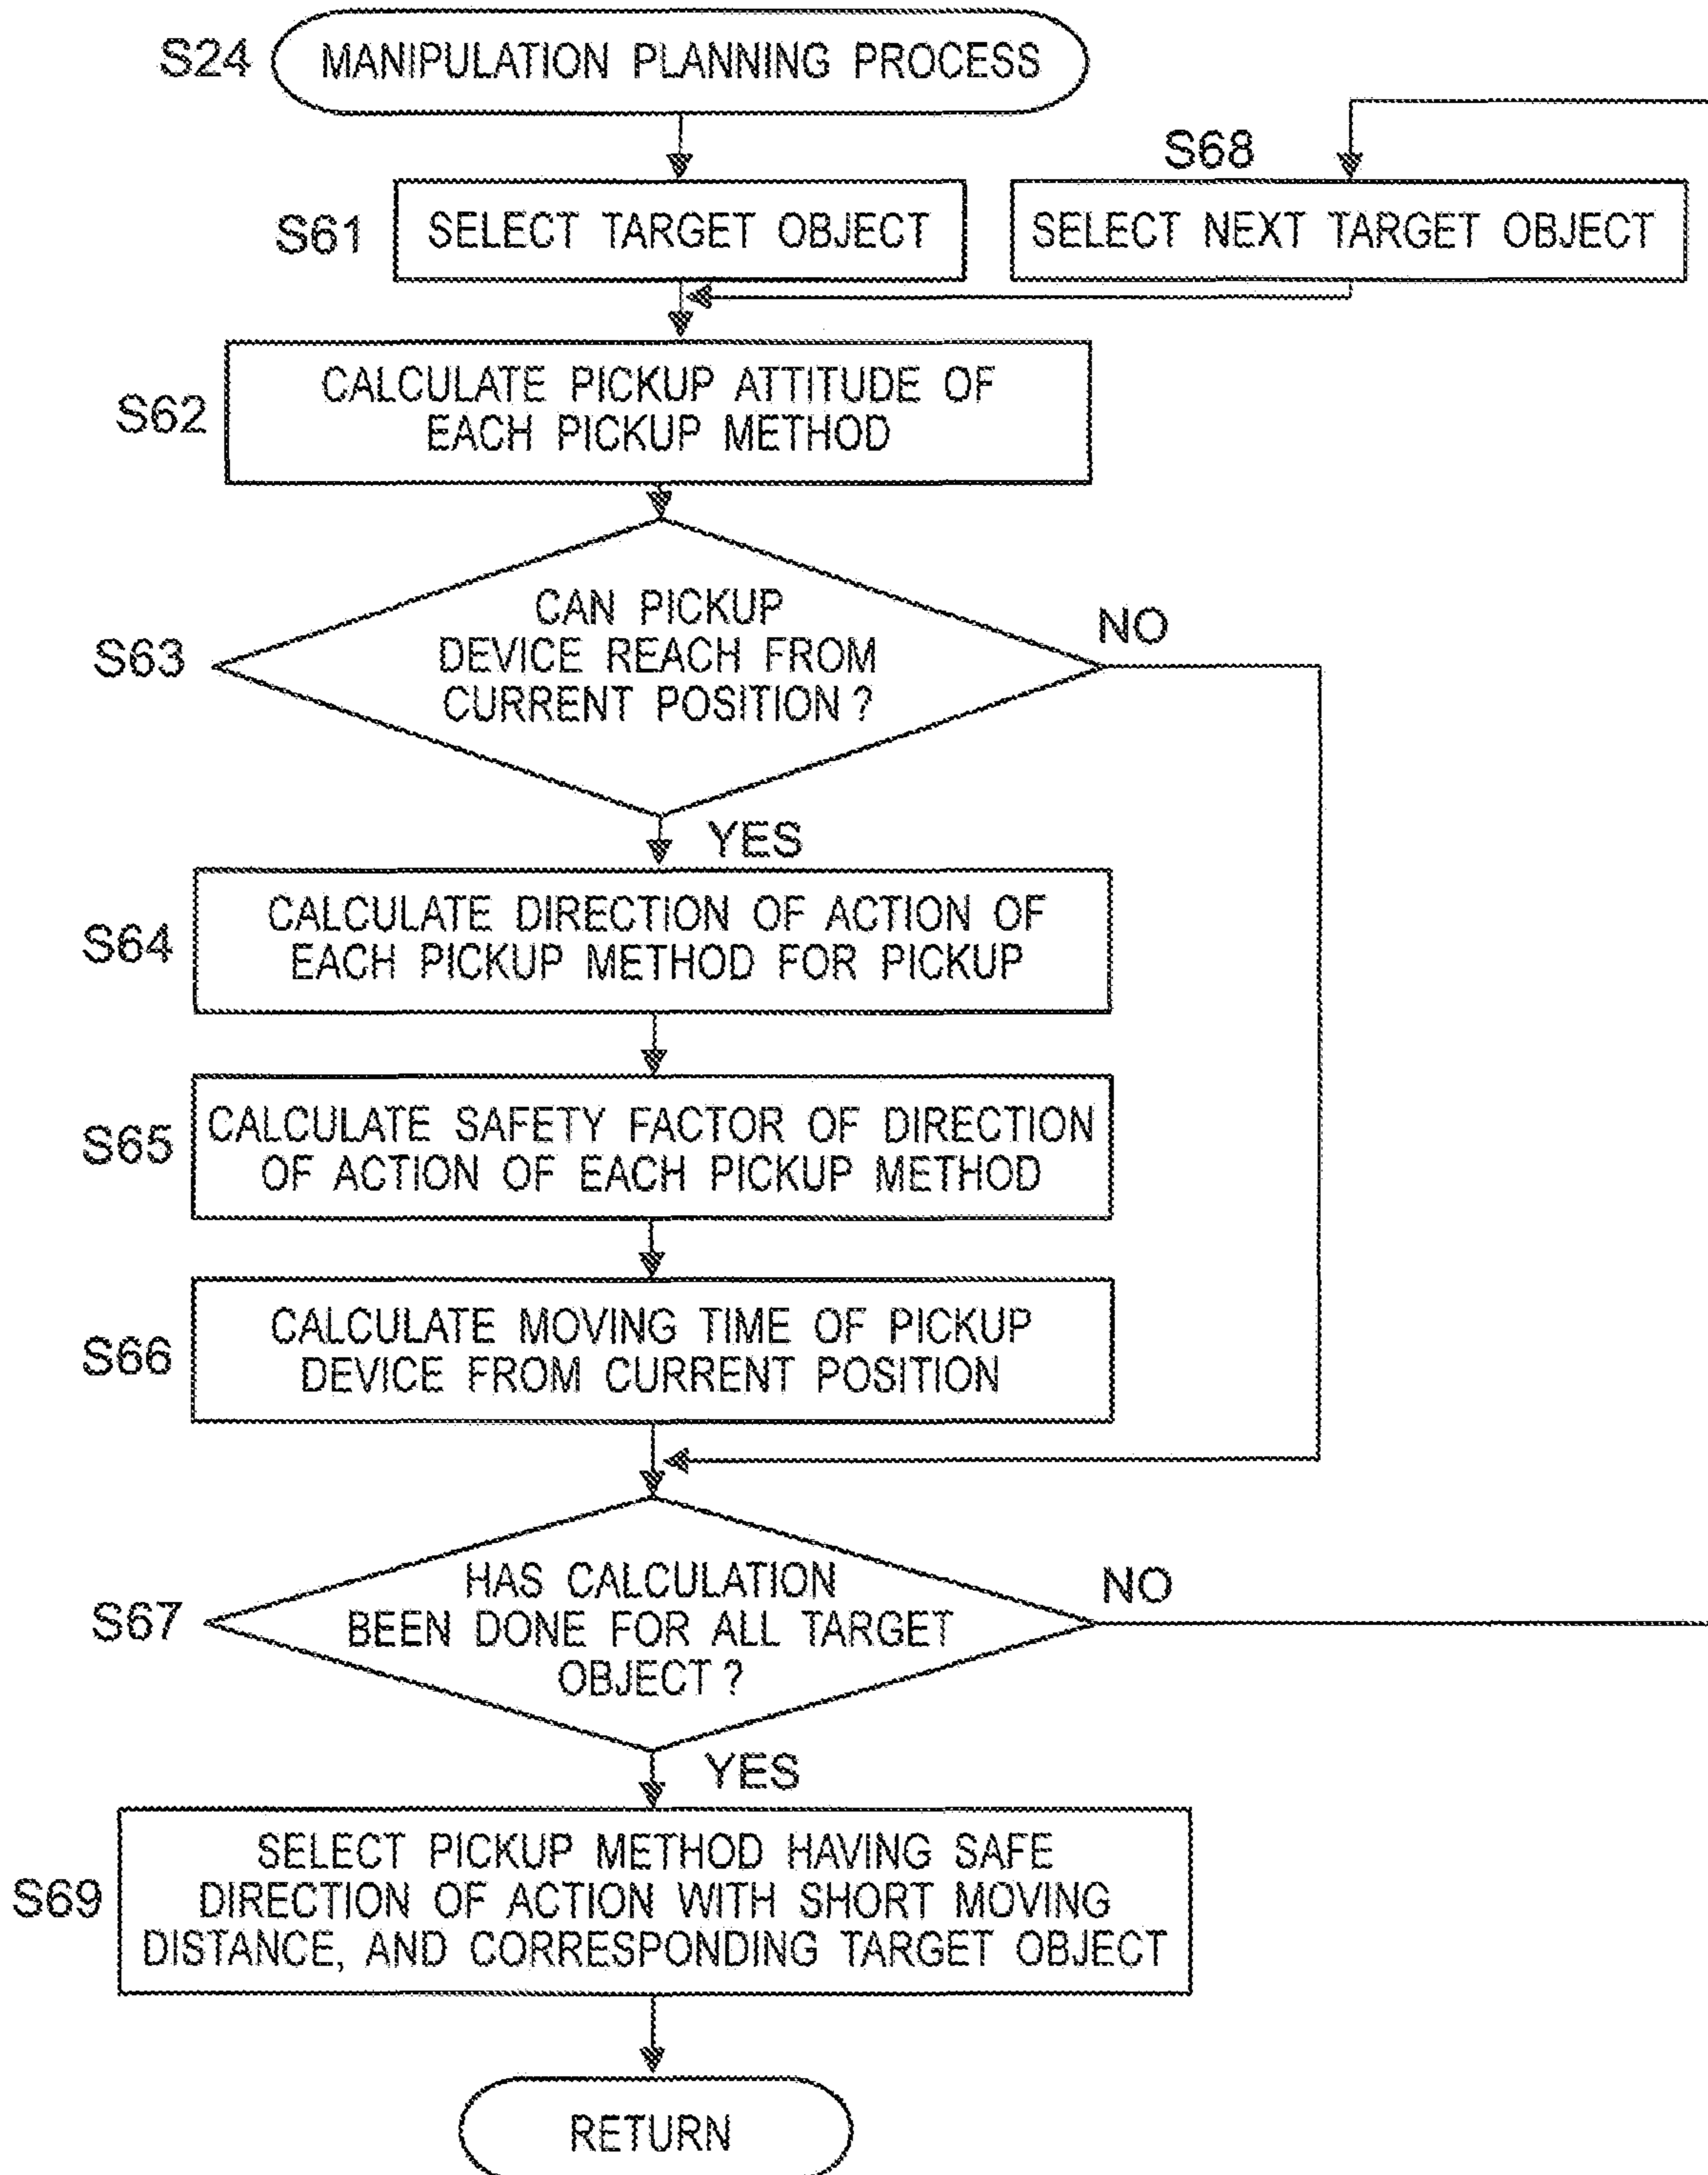 S24
MANIPULATION PLANNING PROCESS
S68
S61
SELECT TARGET OBJECT
SELECT NEXT TARGET OBJECT
S62
CALCULATE PICKUP ATTITUDE OF
EACH PICKUP METHOD
S63
CAN PICKUP
DEVICE REACH FROM
CURRENT POSITION ?
NO
YES
S64
CALCULATE DIRECTION OF ACTION OF
EACH PICKUP METHOD FOR PICKUP
S65
CALCULATE SAFETY FACTOR OF DIRECTION
OF ACTION OF EACH PICKUP METHOD
S66
CALCULATE MOVING TIME OF PICKUP
DEVICE FROM CURRENT POSITION
S67
HAS CALCULATION
BEEN DONE FOR ALL TARGET
OBJECT ?
NO
YES
S69
SELECT PICKUP METHOD HAVING SAFE
DIRECTION OF ACTION WITH SHORT MOVING
DISTANCE, AND CORRESPONDING TARGET OBJECT
RETURN